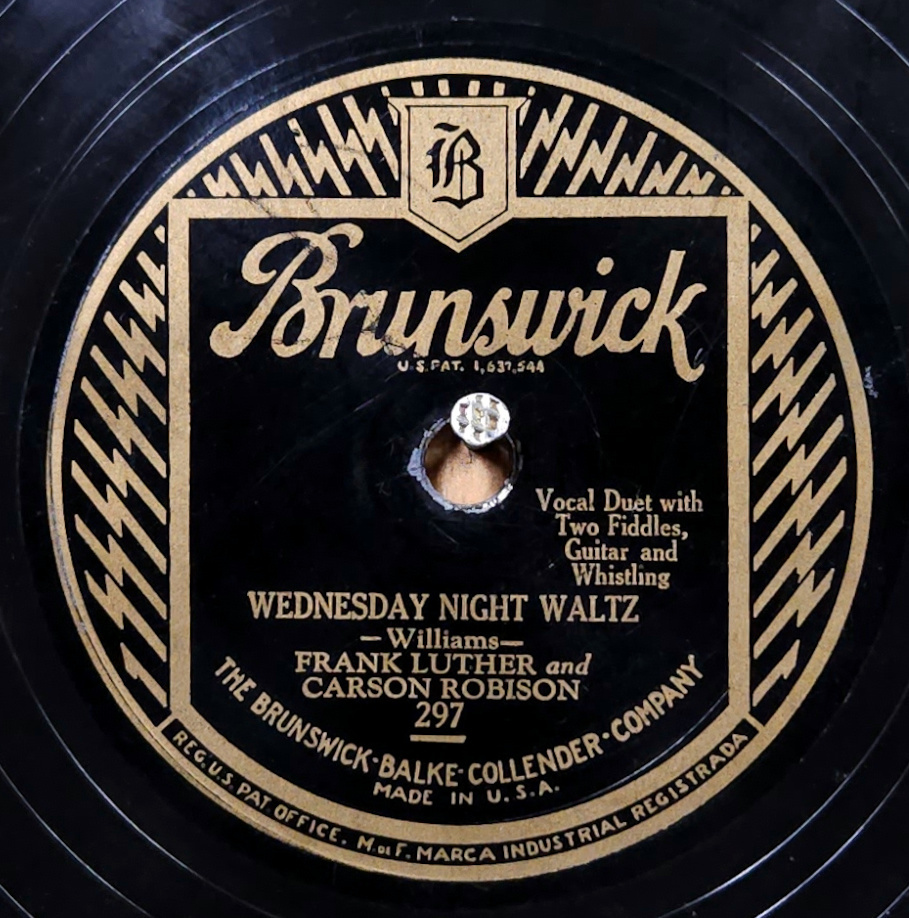 B
Brunswick
U.S. PAT. 1,637,544
Vocal Duet with
Two Fiddles,
Guitar and
Whistling
WEDNESDAY NIGHT WALTZ
—Williams—
FRANK LUTHER and
CARSON ROBISON
297
THE BRUNSWICK·BALKE·COLLENDER·COMPANY
MADE IN U.S.A.
REG. U.S. PAT. OFFICE. M. DE F. MARCA INDUSTRIAL REGISTRADA